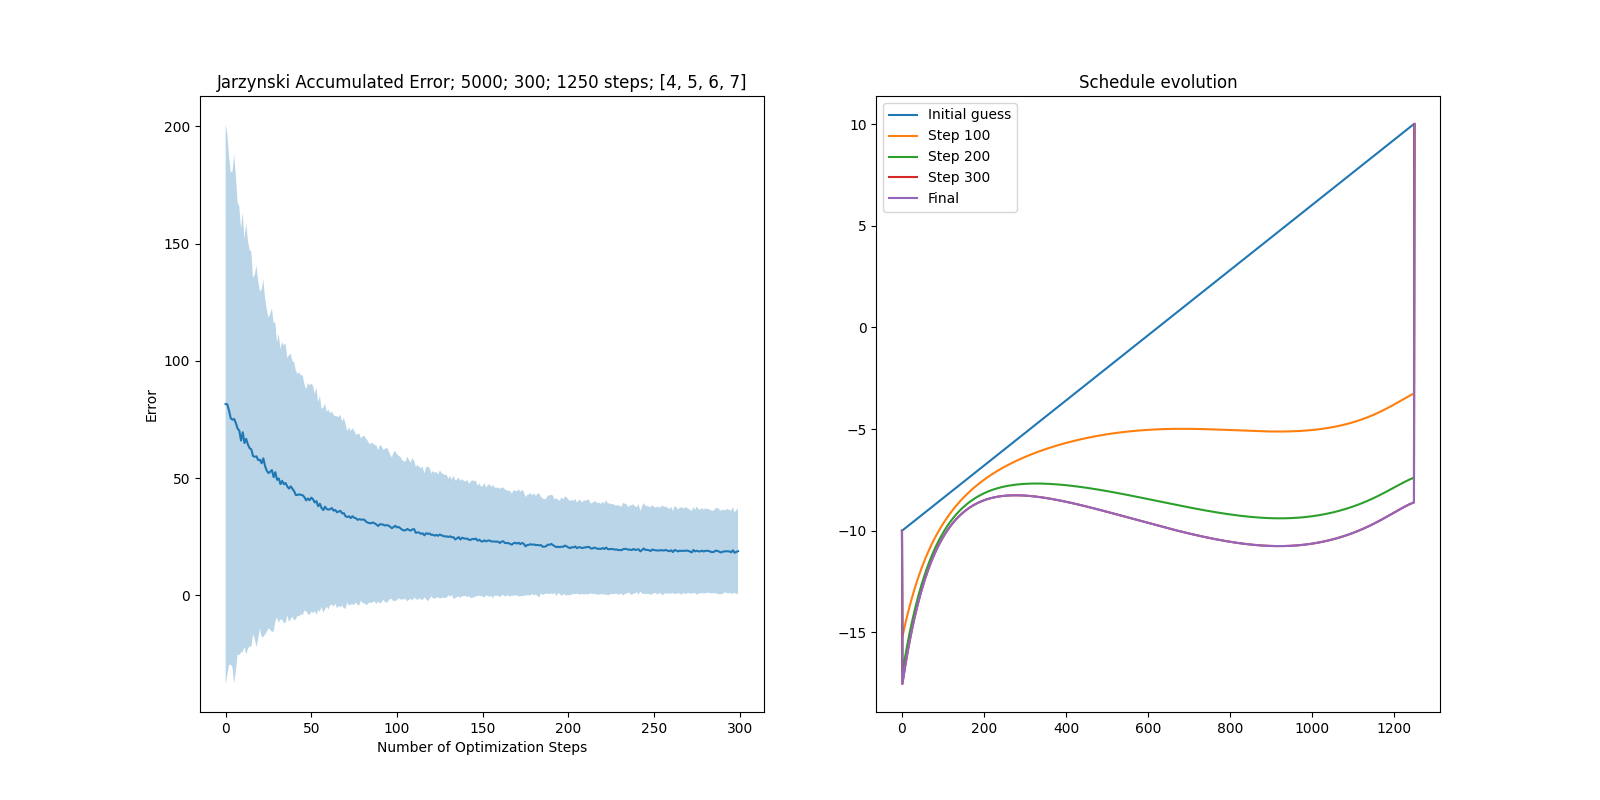 Jarzynski Accumulated Error; 5000; 300; 1250 steps; [4, 5, 6, 7]
200
150
100
50
0
Error
0 50 100 150 200 250 300
Number of Optimization Steps
Schedule evolution
Initial guess
Step 100
Step 200
Step 300
Final
10
5
0
−5
−10
−15
0 200 400 600 800 1000 1200